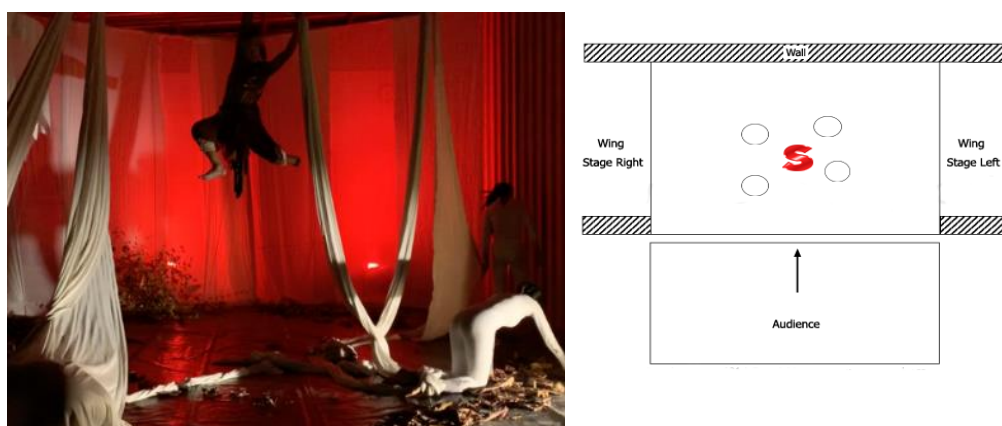 Wall
Wing
Stage Right
S
Wing
Stage Left
Audience